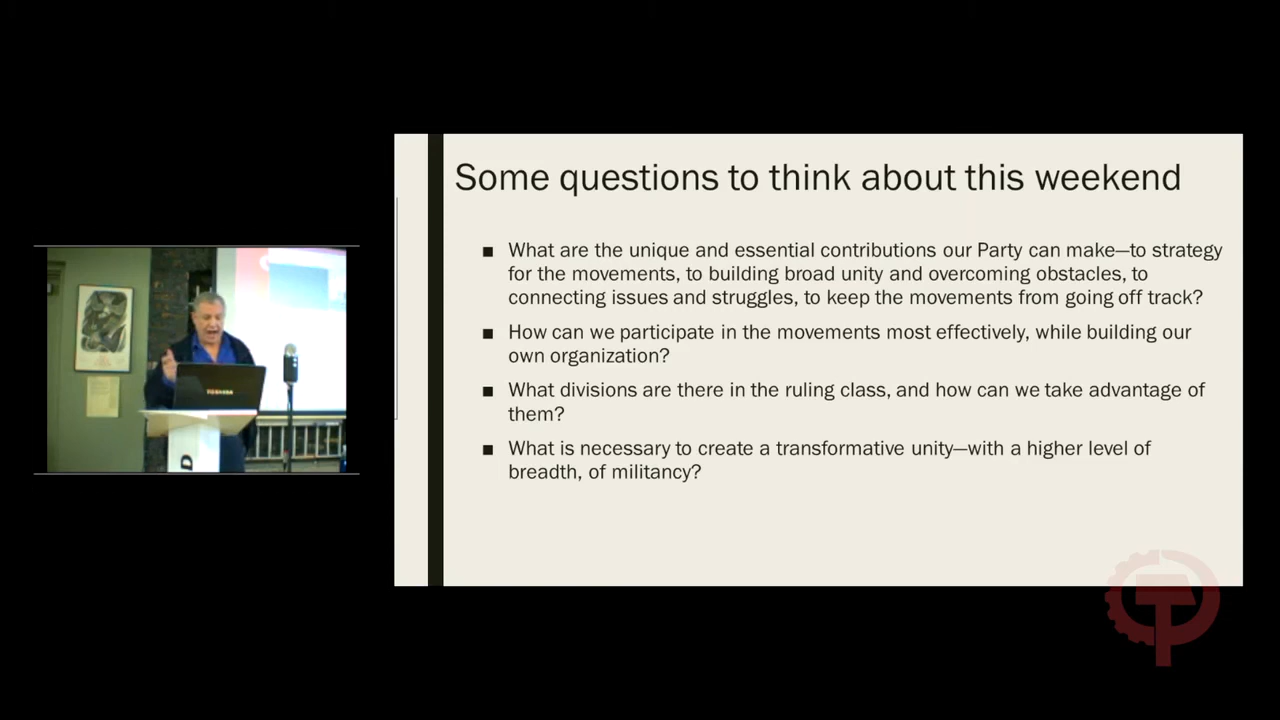 Some questions to think about this weekend
■ What are the unique and essential contributions our Party can make—to strategy
for the movements, to building broad unity and overcoming obstacles, to
connecting issues and struggles, to keep the movements from going off track?
■ How can we participate in the movements most effectively, while building our
own organization?
■ What divisions are there in the ruling class, and how can we take advantage of
them?
■ What is necessary to create a transformative unity—with a higher level of
breadth, of militancy?
TOSHIBA
D